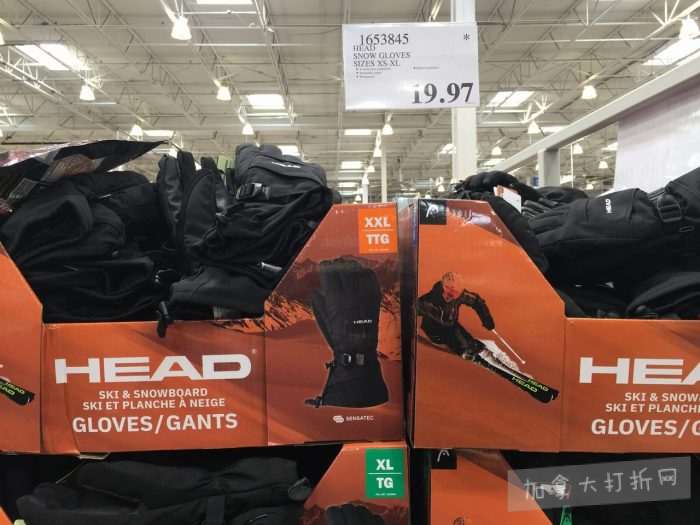 1653845 *
HEAD
SNOW GLOVES
SIZES XS-XL
19.97
XXL
TTG
HEAD
HEAD
HEAD
SKI & SNOWBOARD
SKI ET PLANCHE À NEIGE
GLOVES/GANTS
SENSATEC
HEAD
HEAD
HEA
SKI & SNOW
SKI ET PLANCH
GLOVES/G
XL
TG
加拿大打折网